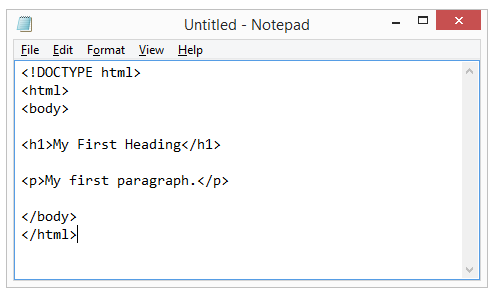 Untitled - Notepad
File Edit Format View Help
<!DOCTYPE html>
<html>
<body>
<h1>My First Heading</h1>
<p>My first paragraph.</p>
</body>
</html>